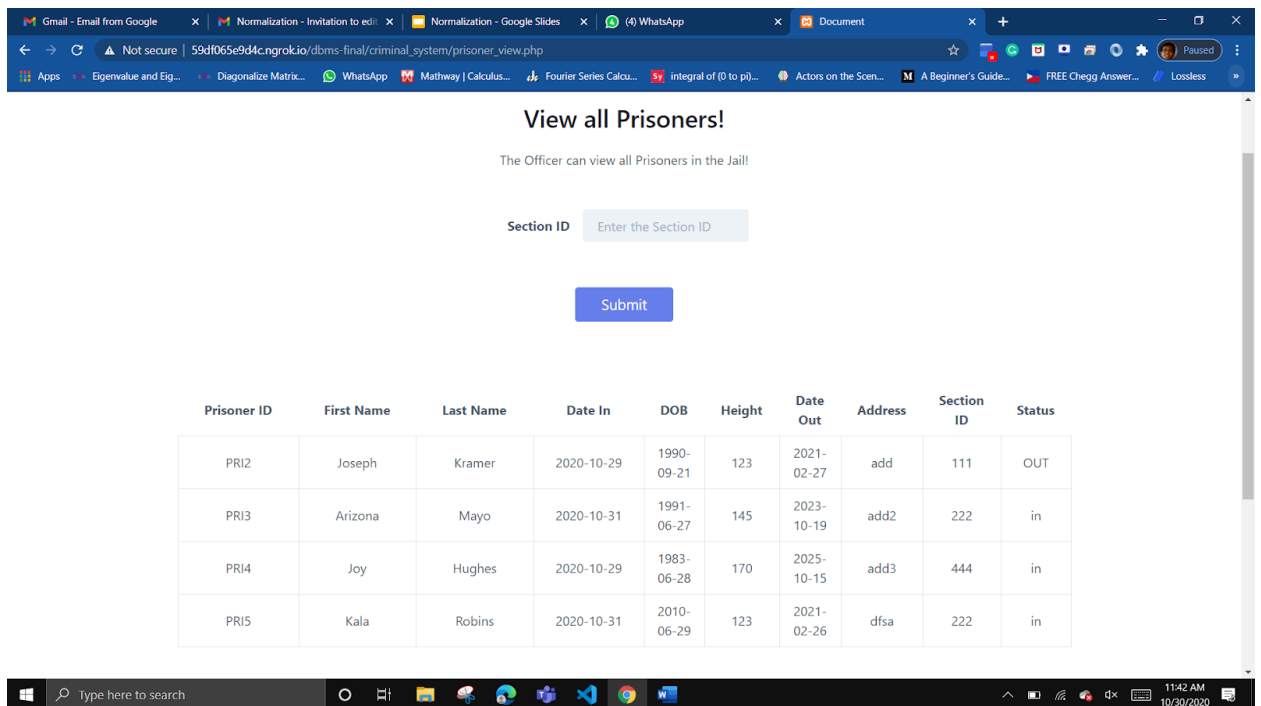 Gmail - Email from Google
Normalization - Invitation to edit
Normalization - Google Slides
(4) WhatsApp
Document
Not secure | 59df065e9d4c.ngrok.io/dbms-final/criminal_system/prisoner_view.php
Paused
Apps
Eigenvalue and Eig...
Diagonalize Matrix...
WhatsApp
Mathway | Calculus...
Fourier Series Calcu...
Sy integral of (0 to pi)...
Actors on the Scen...
M A Beginner's Guide...
FREE Chegg Answer...
Lossless
»
View all Prisoners!
The Officer can view all Prisoners in the Jail!
Section ID Enter the Section ID
Submit
Prisoner ID First Name Last Name Date In DOB Height Date Out Address Section ID Status
PRI2 Joseph Kramer 2020-10-29 1990-09-21 123 2021-02-27 add 111 OUT
PRI3 Arizona Mayo 2020-10-31 1991-06-27 145 2023-10-19 add2 222 in
PRI4 Joy Hughes 2020-10-29 1983-06-28 170 2025-10-15 add3 444 in
PRI5 Kala Robins 2020-10-31 2010-06-29 123 2021-02-26 dfsa 222 in
Type here to search
11:42 AM
10/30/2020